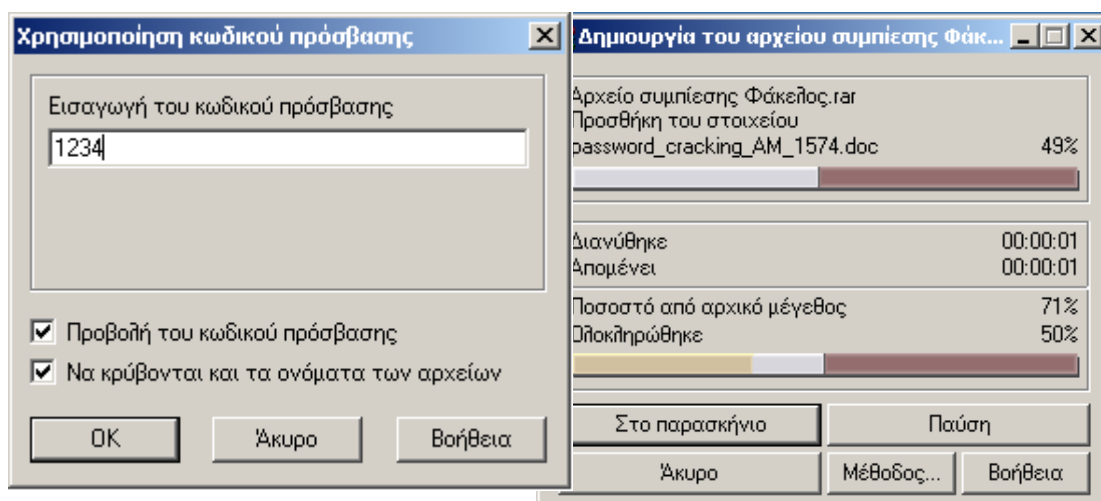 Χρησιμοποίηση κωδικού πρόσβασης
Εισαγωγή του κωδικού πρόσβασης
1234
Προβολή του κωδικού πρόσβασης
Να κρύβονται και τα ονόματα των αρχείων
OK Άκυρο Βοήθεια
Δημιουργία του αρχείου συμπίεσης Φάκ...
Αρχείο συμπίεσης Φάκελος.rar
Προσθήκη του στοιχείου
password_cracking_AM_1574.doc 49%
Διανύθηκε 00:00:01
Απομένει 00:00:01
Ποσοστό από αρχικό μέγεθος 71%
Ολοκληρώθηκε 50%
Στο παρασκήνιο Παύση
Άκυρο Μέθοδος... Βοήθεια